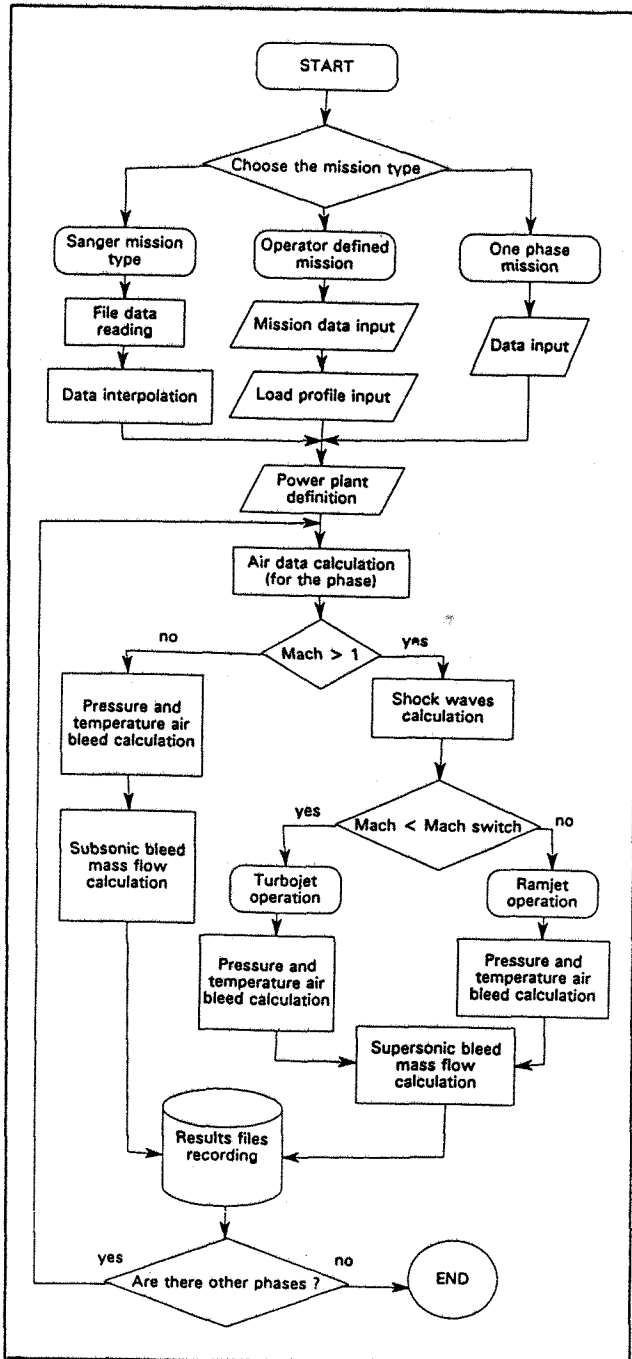 START
Choose the mission type
Sanger mission
type
Operator defined
mission
One phase
mission
File data
reading
Mission data input
Data input
Data interpolation
Load profile input
Power plant
definition
Air data calculation
(for the phase)
no
Mach > 1
yes
Pressure and
temperature air
bleed calculation
Shock waves
calculation
Subsonic bleed
mass flow
calculation
yes
Mach < Mach switch
no
Turbojet
operation
Ramjet
operation
Pressure and
temperature air
bleed calculation
Pressure and
temperature air
bleed calculation
Supersonic bleed
mass flow
calculation
Results files
recording
yes
Are there other phases ?
no
END